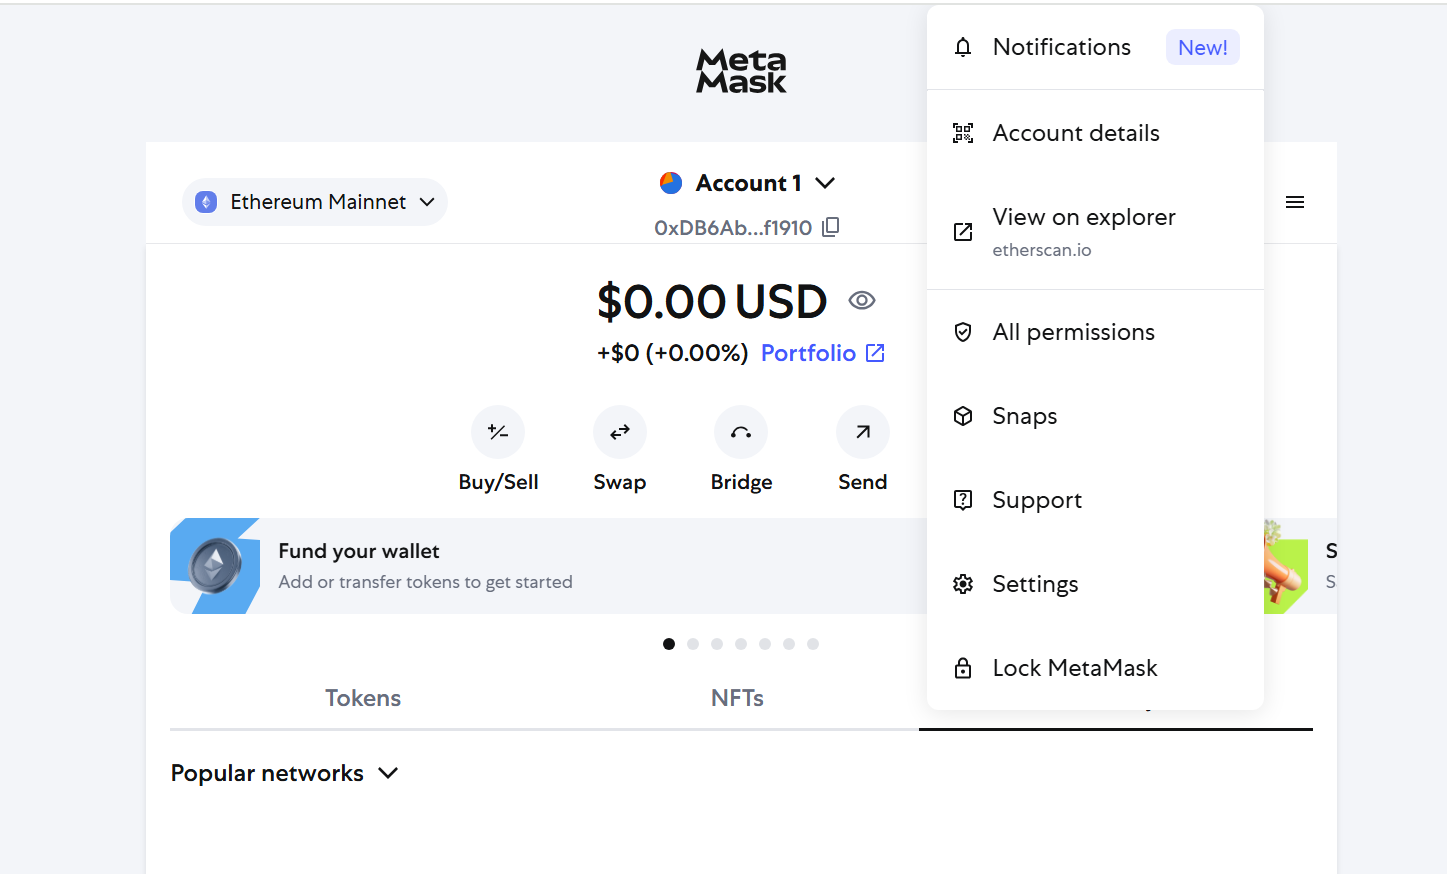 Meta
Mask
Ethereum Mainnet
Account 1
0xDB6Ab...f1910
$0.00 USD
+$0 (+0.00%) Portfolio
Buy/Sell
Swap
Bridge
Send
Fund your wallet
Add or transfer tokens to get started
Tokens
NFTs
Popular networks
Notifications
New!
Account details
View on explorer
etherscan.io
All permissions
Snaps
Support
Settings
Lock MetaMask